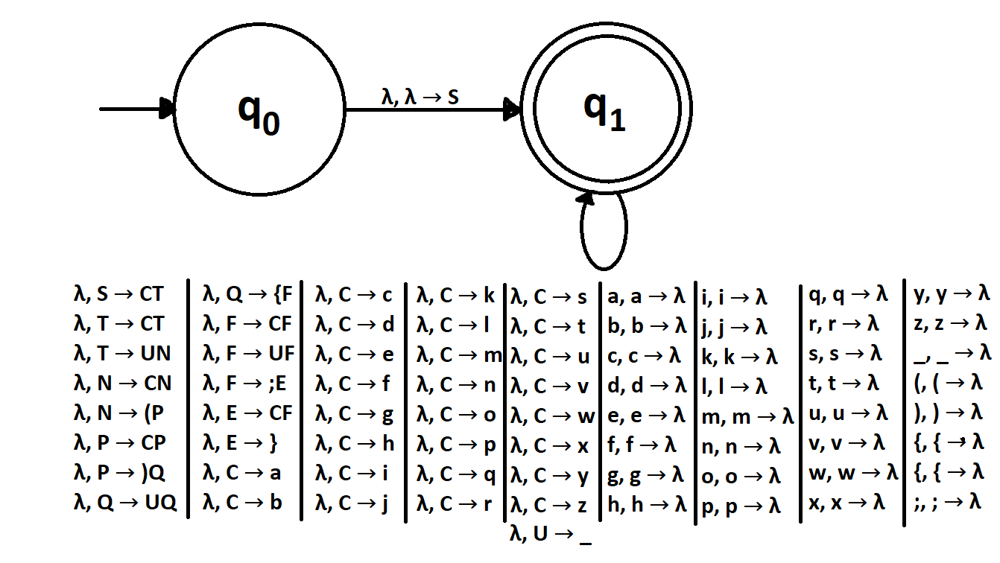 q0
λ, λ → S
q1
λ, S → CT
λ, T → CT
λ, T → UN
λ, N → CN
λ, N → (P
λ, P → CP
λ, P → )Q
λ, Q → UQ
λ, Q → {F
λ, F → CF
λ, F → UF
λ, F → ;E
λ, E → CF
λ, E → }
λ, C → a
λ, C → b
λ, C → c
λ, C → d
λ, C → e
λ, C → f
λ, C → g
λ, C → h
λ, C → i
λ, C → j
λ, C → k
λ, C → l
λ, C → m
λ, C → n
λ, C → o
λ, C → p
λ, C → q
λ, C → r
λ, C → s
λ, C → t
λ, C → u
λ, C → v
λ, C → w
λ, C → x
λ, C → y
λ, C → z
λ, U → _
a, a → λ
b, b → λ
c, c → λ
d, d → λ
e, e → λ
f, f → λ
g, g → λ
h, h → λ
i, i → λ
j, j → λ
k, k → λ
l, l → λ
m, m → λ
n, n → λ
o, o → λ
p, p → λ
q, q → λ
r, r → λ
s, s → λ
t, t → λ
u, u → λ
v, v → λ
w, w → λ
x, x → λ
y, y → λ
z, z → λ
_, _ → λ
(, ( → λ
), ) → λ
{, { → λ
{, { → λ
;, ; → λ